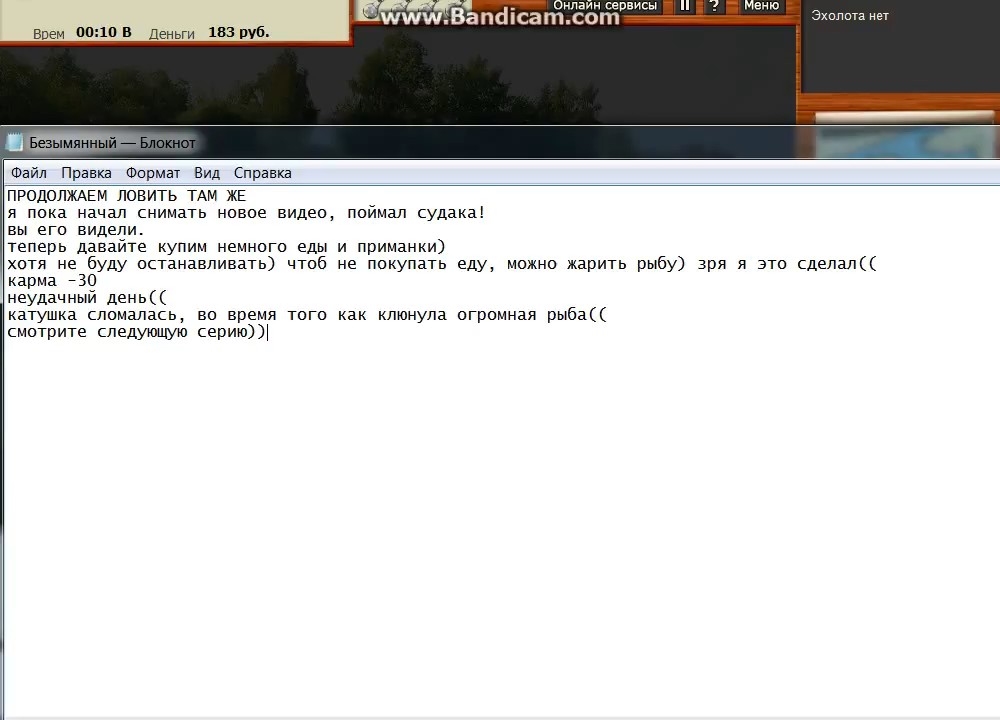 www.Bandicam.com
Онлайн сервисы
?
Меню
Эхолота нет
Врем 00:10 В Деньги 183 руб.
Безымянный — Блокнот
Файл Правка Формат Вид Справка
ПРОДОЛЖАЕМ ЛОВИТЬ ТАМ ЖЕ
я пока начал снимать новое видео, поймал судака!
вы его видели.
теперь давайте купим немного еды и приманки)
хотя не буду останавливать) чтоб не покупать еду, можно жарить рыбу) зря я это сделал((
карма -30
неудачный день((
катушка сломалась, во время того как клюнула огромная рыба((
смотрите следующую серию))